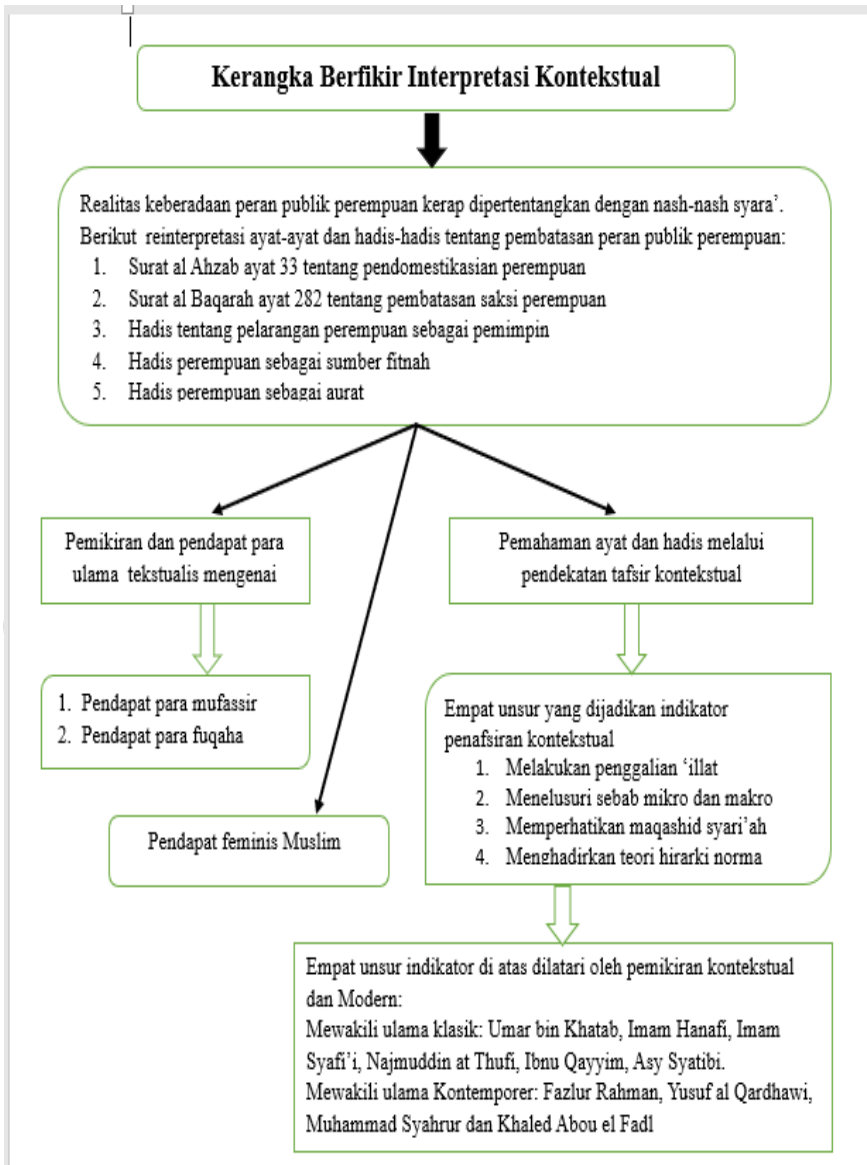 Kerangka Berfikir Interpretasi Kontekstual
Realitas keberadaan peran publik perempuan kerap dipertentangkan dengan nash-nash syara’.
Berikut reinterpretasi ayat-ayat dan hadis-hadis tentang pembatasan peran publik perempuan:
1. Surat al Ahzab ayat 33 tentang pendomestikasian perempuan
2. Surat al Baqarah ayat 282 tentang pembatasan saksi perempuan
3. Hadis tentang pelarangan perempuan sebagai pemimpin
4. Hadis perempuan sebagai sumber fitnah
5. Hadis perempuan sebagai aurat
Pemikiran dan pendapat para
ulama tekstualis mengenai
1. Pendapat para mufassir
2. Pendapat para fuqaha
Pendapat feminis Muslim
Pemahaman ayat dan hadis melalui
pendekatan tafsir kontekstual
Empat unsur yang dijadikan indikator
penafsiran kontekstual
1. Melakukan penggalian ‘illat
2. Menelusuri sebab mikro dan makro
3. Memperhatikan maqashid syari’ah
4. Menghadirkan teori hirarki norma
Empat unsur indikator di atas dilatari oleh pemikiran kontekstual
dan Modern:
Mewakili ulama klasik: Umar bin Khatab, Imam Hanafi, Imam
Syafi’i, Najmuddin at Thufi, Ibnu Qayyim, Asy Syatibi.
Mewakili ulama Kontemporer: Fazlur Rahman, Yusuf al Qardhawi,
Muhammad Syahrur dan Khaled Abou el Fadl